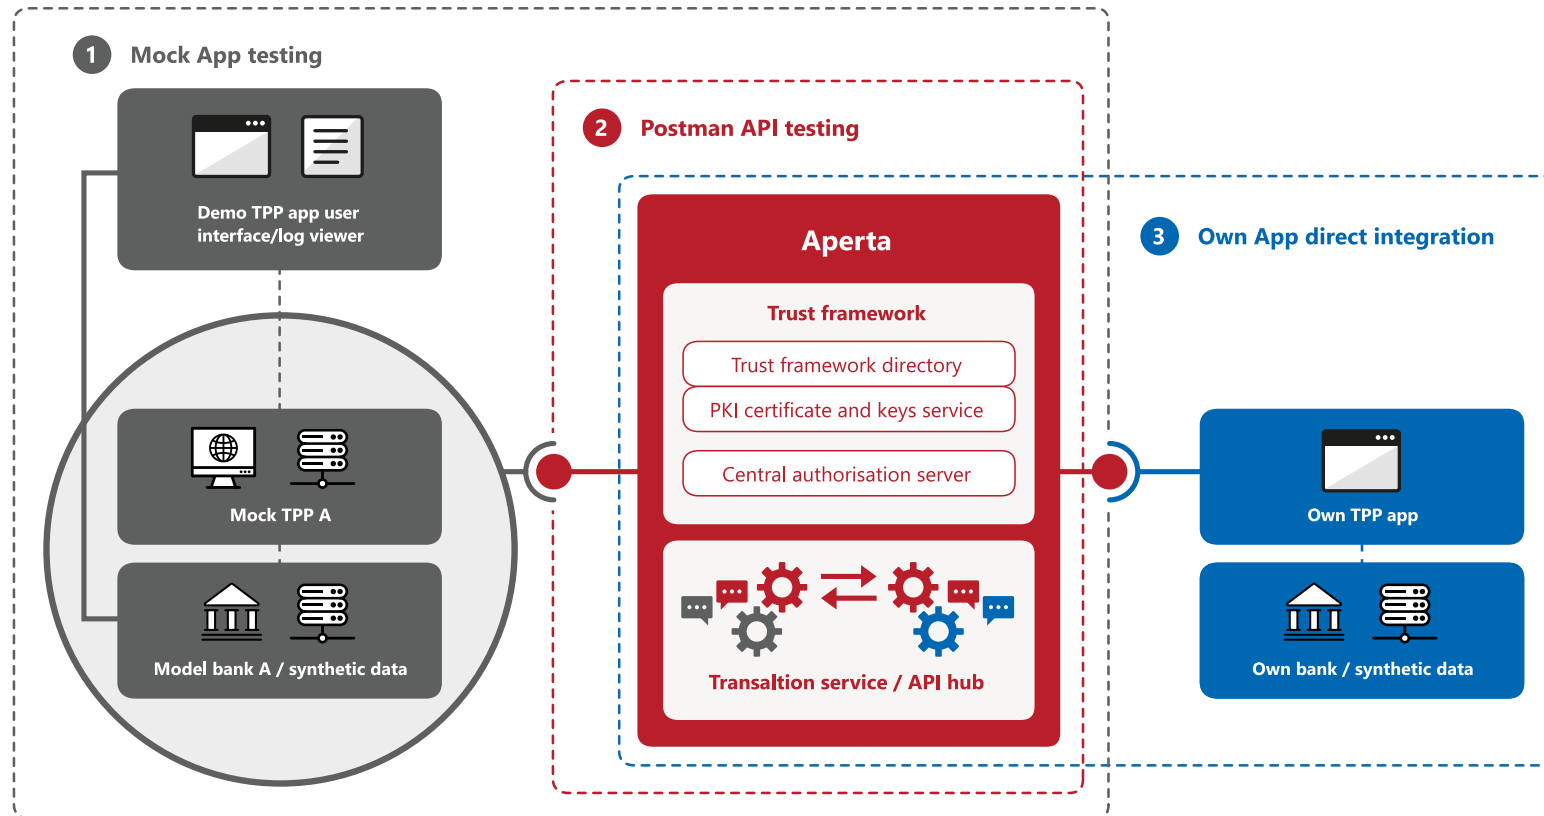 1 Mock App testing
Demo TPP app user
interface/log viewer
Mock TPP A
Model bank A / synthetic data
2 Postman API testing
Aperta
Trust framework
Trust framework directory
PKI certificate and keys service
Central authorisation server
Transaltion service / API hub
3 Own App direct integration
Own TPP app
Own bank / synthetic data